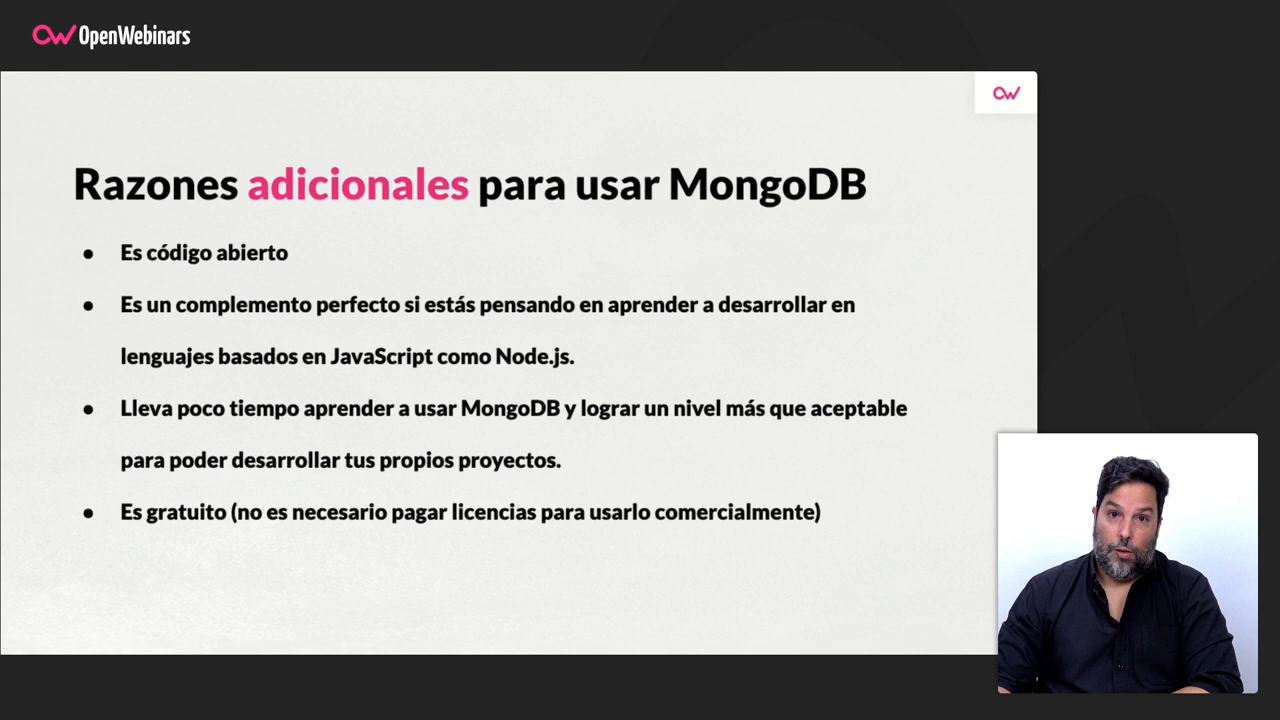 OpenWebinars
Razones adicionales para usar MongoDB
● Es código abierto
● Es un complemento perfecto si estás pensando en aprender a desarrollar en
lenguajes basados en JavaScript como Node.js.
● Lleva poco tiempo aprender a usar MongoDB y lograr un nivel más que aceptable
para poder desarrollar tus propios proyectos.
● Es gratuito (no es necesario pagar licencias para usarlo comercialmente)